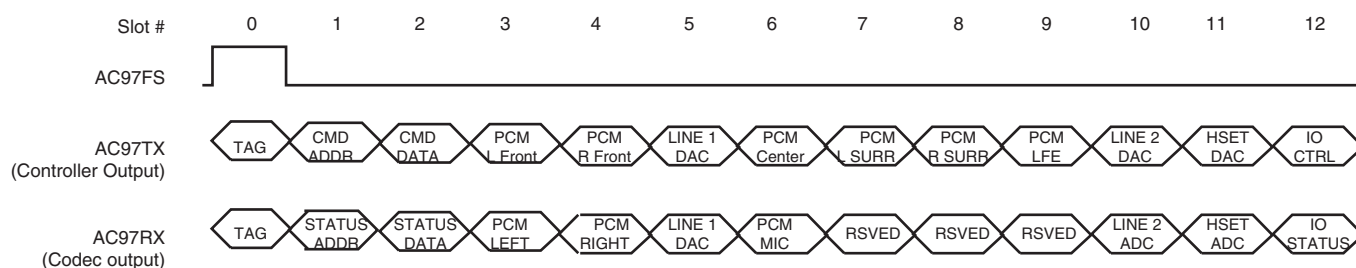 Slot # 0 1 2 3 4 5 6 7 8 9 10 11 12
AC97FS
AC97TX
(Controller Output)
TAG
CMD
ADDR
CMD
DATA
PCM
L Front
PCM
R Front
LINE 1
DAC
PCM
Center
PCM
L SURR
PCM
R SURR
PCM
LFE
LINE 2
DAC
HSET
DAC
IO
CTRL
AC97RX
(Codec output)
TAG
STATUS
ADDR
STATUS
DATA
PCM
LEFT
PCM
RIGHT
LINE 1
DAC
PCM
MIC
RSVED
RSVED
RSVED
LINE 2
ADC
HSET
ADC
IO
STATUS